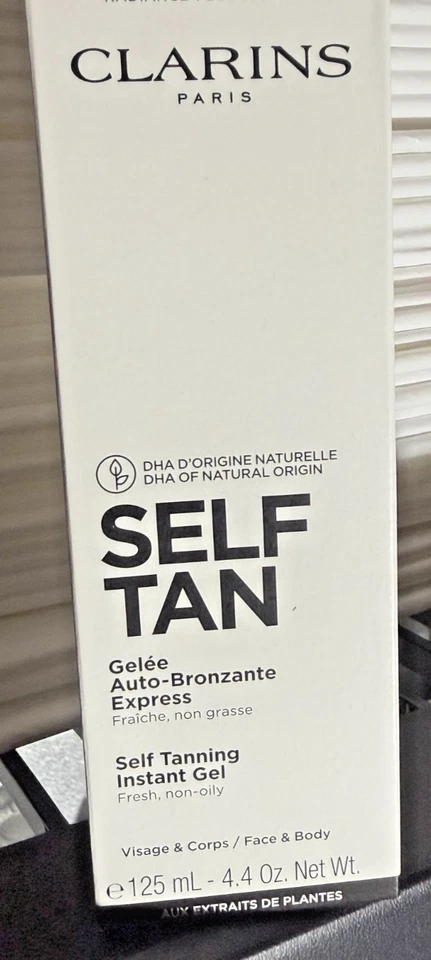 CLARINS
PARIS
DHA D'ORIGINE NATURELLE
DHA OF NATURAL ORIGIN
SELF
TAN
Gelée
Auto-Bronzante
Express
Fraîche, non grasse
Self Tanning
Instant Gel
Fresh, non-oily
Visage & Corps / Face & Body
℮ 125 mL - 4.4 Oz. Net Wt.
AUX EXTRAITS DE PLANTES